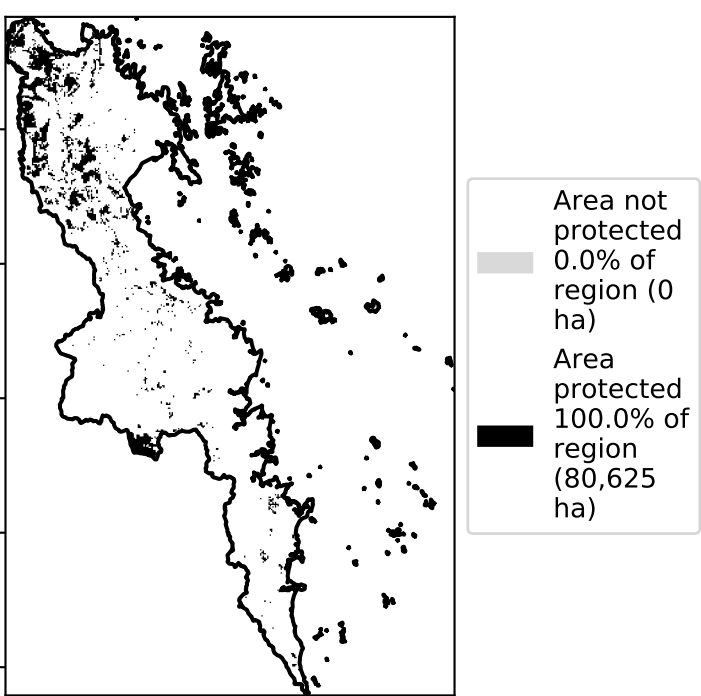 Area not
protected
0.0% of
region (0
ha)
Area
protected
100.0% of
region
(80,625
ha)